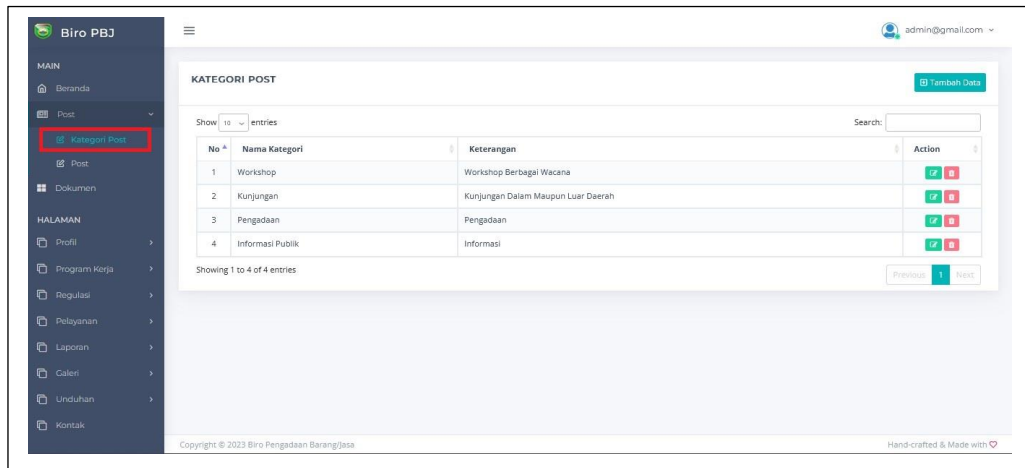 Biro PBJ
admin@gmail.com
MAIN
Beranda
Post
Kategori Post
Post
Dokumen
HALAMAN
Profil
Program Kerja
Regulasi
Pelayanan
Laporan
Galeri
Unduhan
Kontak
KATEGORI POST
Tambah Data
Show 10 entries
Search:
No Nama Kategori Keterangan Action
1 Workshop Workshop Berbagai Wacana
2 Kunjungan Kunjungan Dalam Maupun Luar Daerah
3 Pengadaan Pengadaan
4 Informasi Publik Informasi
Showing 1 to 4 of 4 entries
Previous 1 Next
Copyright © 2023 Biro Pengadaan Barang/Jasa
Hand-crafted & Made with